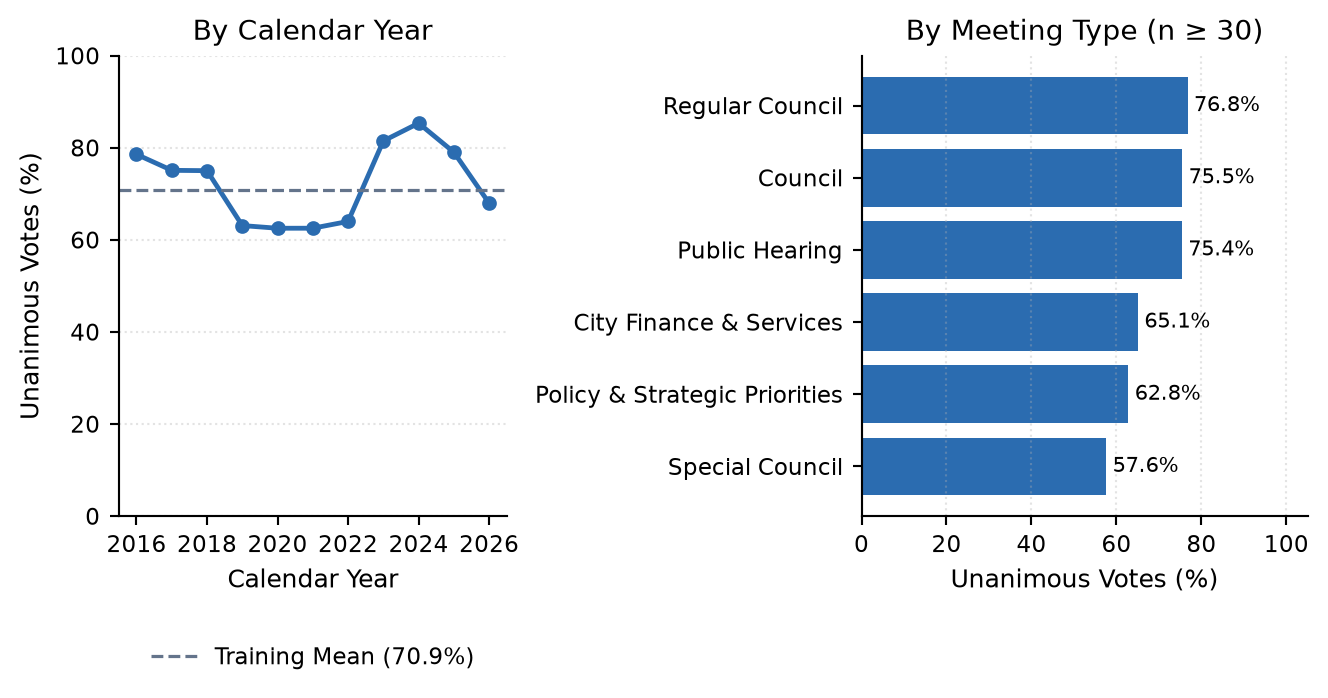 By Calendar Year
Unanimous Votes (%)
100
80
60
40
20
0
2016 2018 2020 2022 2024 2026
Calendar Year
Training Mean (70.9%)
By Meeting Type (n ≥ 30)
Regular Council 76.8%
Council 75.5%
Public Hearing 75.4%
City Finance & Services 65.1%
Policy & Strategic Priorities 62.8%
Special Council 57.6%
0 20 40 60 80 100
Unanimous Votes (%)